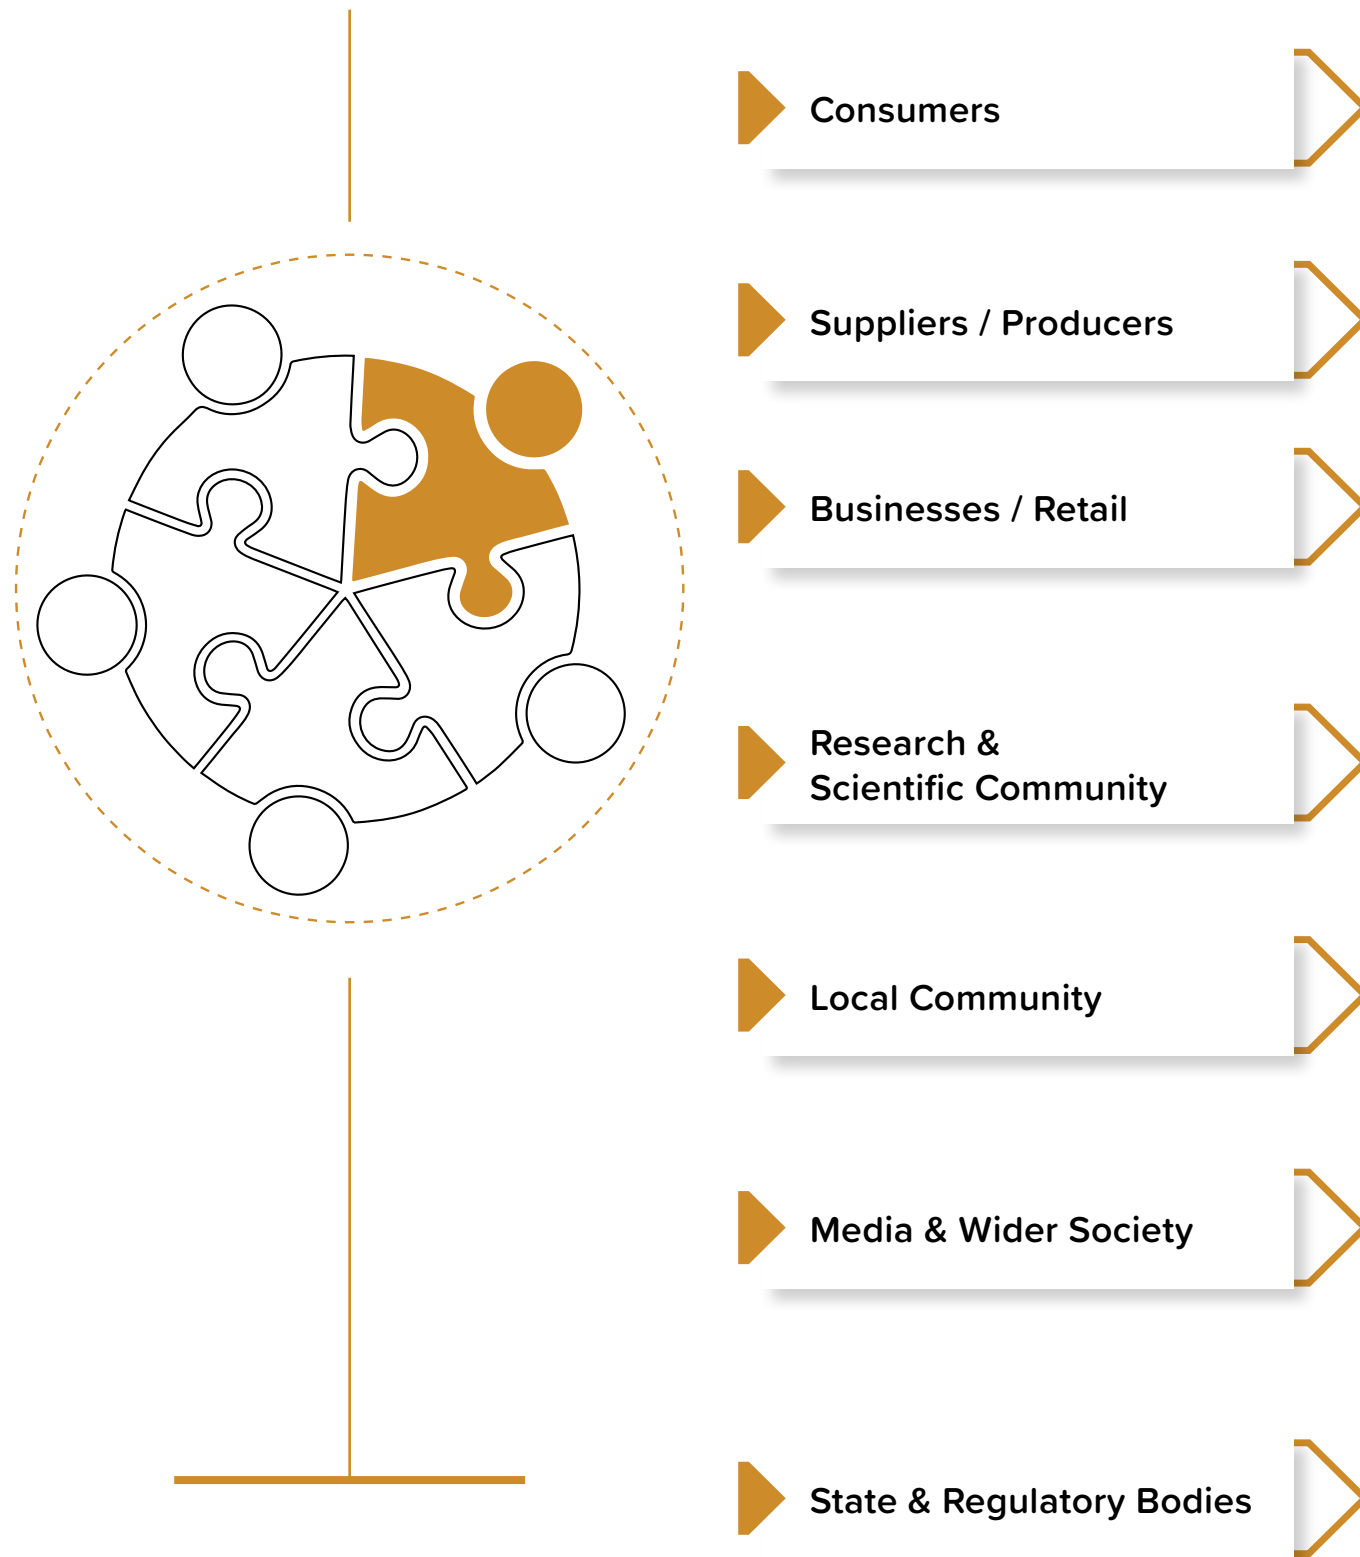 Consumers
Suppliers / Producers
Businesses / Retail
Research &
Scientific Community
Local Community
Media & Wider Society
State & Regulatory Bodies